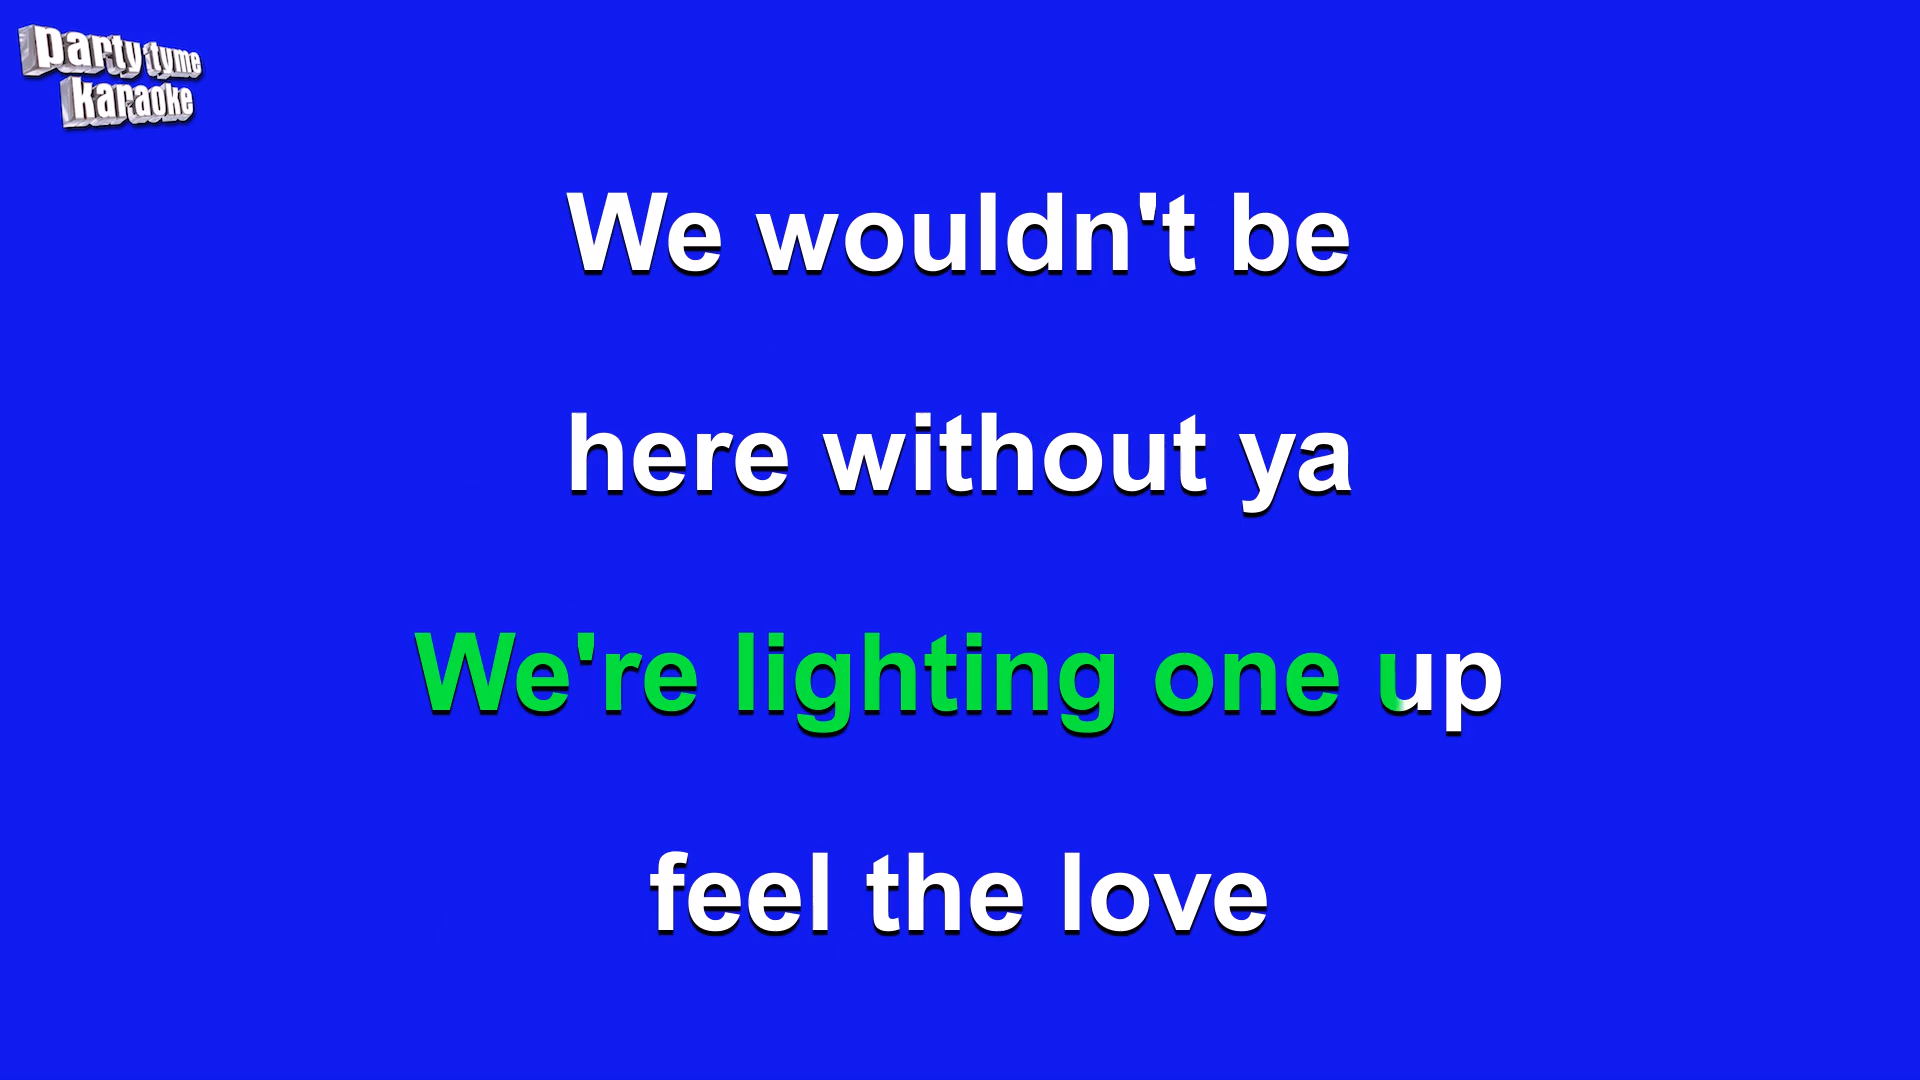 party tyme
karaoke
We wouldn't be
here without ya
We're lighting one up
feel the love